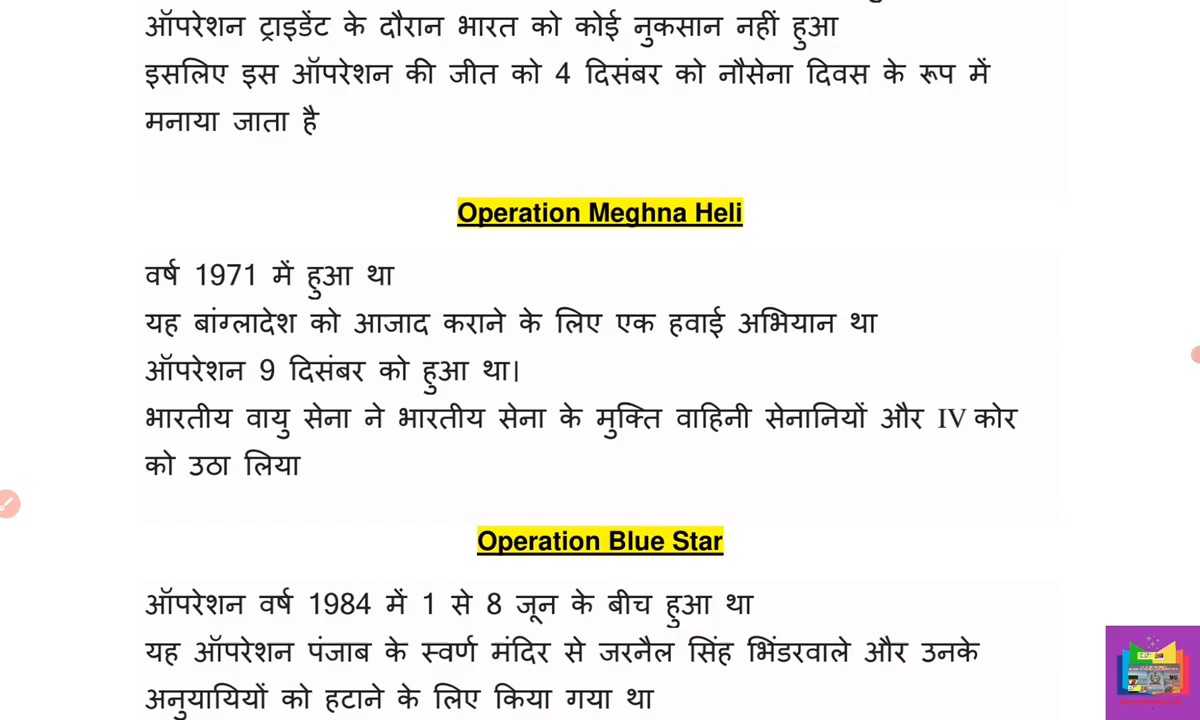 ऑपरेशन ट्राइडेंट के दौरान भारत को कोई नुकसान नहीं हुआ
इसलिए इस ऑपरेशन की जीत को 4 दिसंबर को नौसेना दिवस के रूप में
मनाया जाता है
Operation Meghna Heli
वर्ष 1971 में हुआ था
यह बांग्लादेश को आजाद कराने के लिए एक हवाई अभियान था
ऑपरेशन 9 दिसंबर को हुआ था।
भारतीय वायु सेना ने भारतीय सेना के मुक्ति वाहिनी सेनानियों और IV कोर
को उठा लिया
Operation Blue Star
ऑपरेशन वर्ष 1984 में 1 से 8 जून के बीच हुआ था
यह ऑपरेशन पंजाब के स्वर्ण मंदिर से जरनैल सिंह भिंडरवाले और उनके
अनुयायियों को हटाने के लिए किया गया था